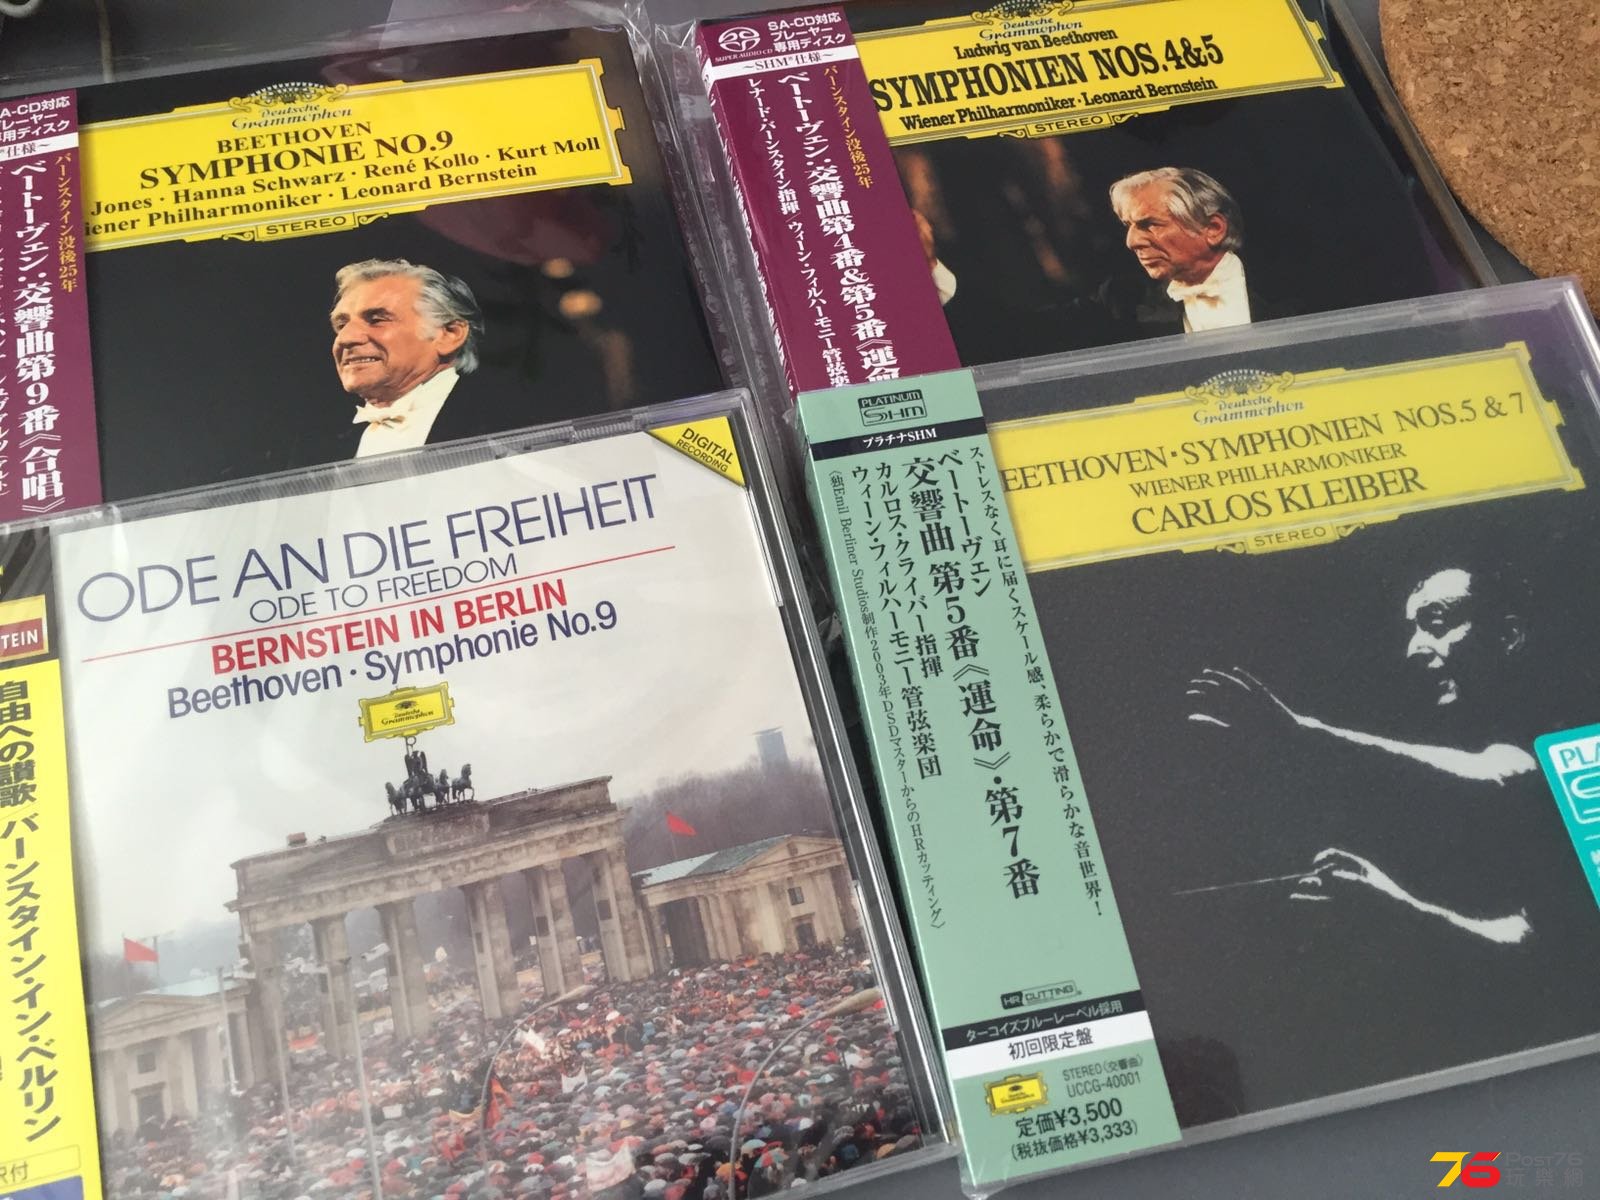 SA-CD対応
プレーヤー
専用ディスク
仕様~
バーンスタイン没後25年
ベートーヴェン:交響曲第9番《合唱》
Deutsche
Grammophon
BEETHOVEN
SYMPHONIE NO.9
Jones · Hanna Schwarz · René Kollo · Kurt Moll
iener Philharmoniker · Leonard Bernstein
STEREO
SUPER AUDIO CD
SA-CD対応
プレーヤー
専用ディスク
~SHM仕様~
バーンスタイン没後25年
ベートーヴェン:交響曲第4番&第5番《運命
レナード・バーンスタイン指揮/ウィーン・フィルハーモニー管弦楽
Deutsche
Grammophon
Ludwig van Beethoven
SYMPHONIEN NOS.4&5
Wiener Philharmoniker · Leonard Bernstein
STEREO
TEIN
自由への讃歌/バーンスタイン・イン・ベルリン
付
DIGITAL
RECORDING
ODE AN DIE FREIHEIT
ODE TO FREEDOM
BERNSTEIN IN BERLIN
Beethoven · Symphonie No.9
Deutsche
Grammophon
PLATINUM
SHM
プラチナSHM
ストレスなく耳に届くスケール感、柔らかで滑らかな音世界!
ベートーヴェン
交響曲 第5番《運命》・第7番
カルロス・クライバー指揮
ウィーン・フィルハーモニー管弦楽団
〈独Emil Berliner Studios制作2003年DSDマスターからのHRカッティング〉
HR CUTTING
ターコイズブルーレーベル採用
初回限定盤
STEREO〈交響曲〉
UCCG-40001
定価¥3,500
(税抜価格¥3,333)
Deutsche
Grammophon
EETHOVEN · SYMPHONIEN NOS.5 & 7
WIENER PHILHARMONIKER
CARLOS KLEIBER
STEREO
PLA
76 Post76
玩樂網